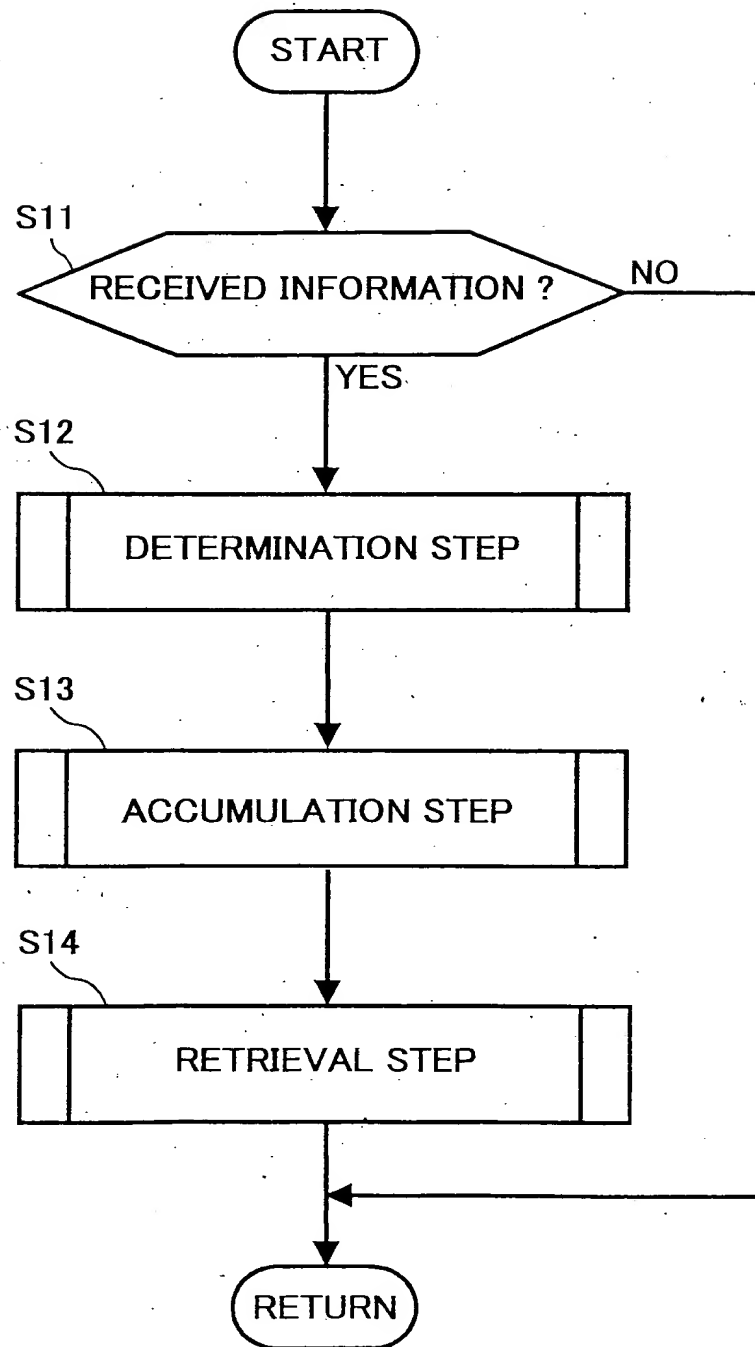 START
S11
RECEIVED INFORMATION ?
NO
YES
S12
DETERMINATION STEP
S13
ACCUMULATION STEP
S14
RETRIEVAL STEP
RETURN